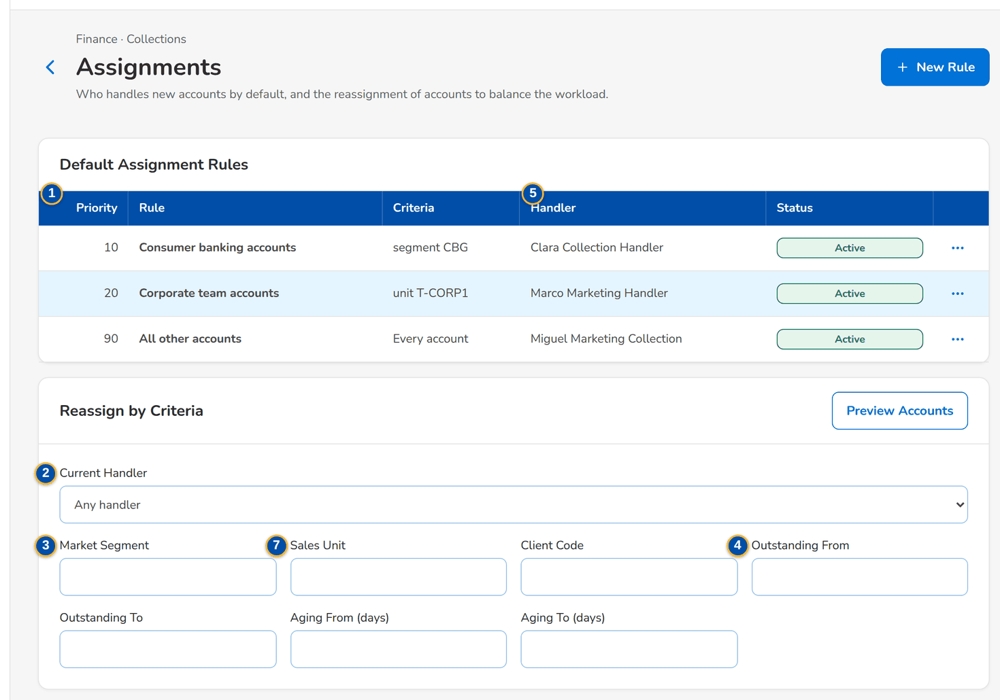 Finance · Collections
Assignments
+ New Rule
Who handles new accounts by default, and the reassignment of accounts to balance the workload.
Default Assignment Rules
1 5
Priority Rule Criteria Handler Status
10 Consumer banking accounts segment CBG Clara Collection Handler Active ...
20 Corporate team accounts unit T-CORP1 Marco Marketing Handler Active ...
90 All other accounts Every account Miguel Marketing Collection Active ...
Reassign by Criteria Preview Accounts
2 Current Handler
Any handler
3 Market Segment 7 Sales Unit Client Code 4 Outstanding From
Outstanding To Aging From (days) Aging To (days)